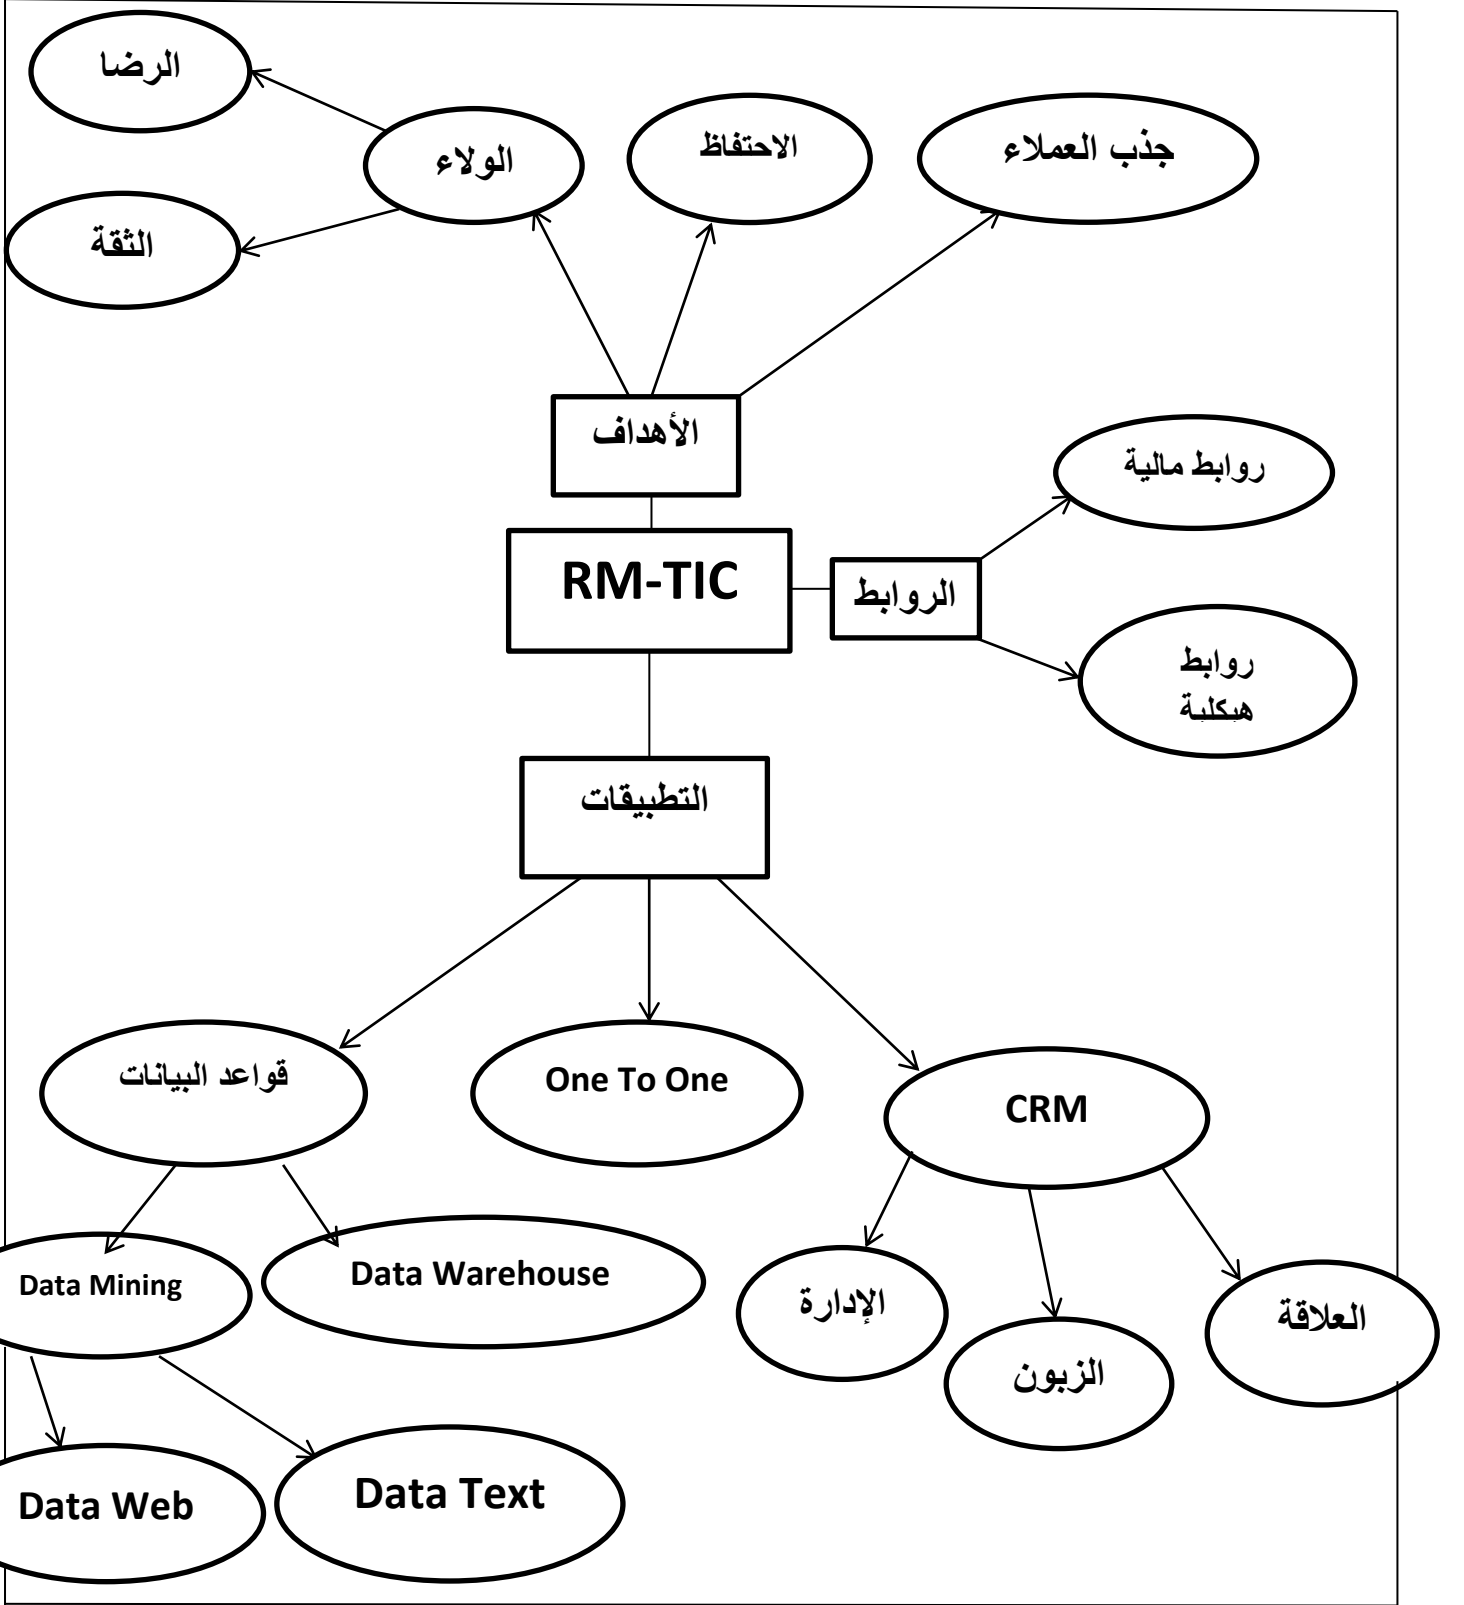 الرضا
الولاء
الاحتفاظ
جذب العملاء
الثقة
الأهداف
روابط مالية
RM-TIC
الروابط
روابط
هيكلية
التطبيقات
قواعد البيانات
One To One
CRM
Data Mining
Data Warehouse
الإدارة
الزبون
العلاقة
Data Web
Data Text